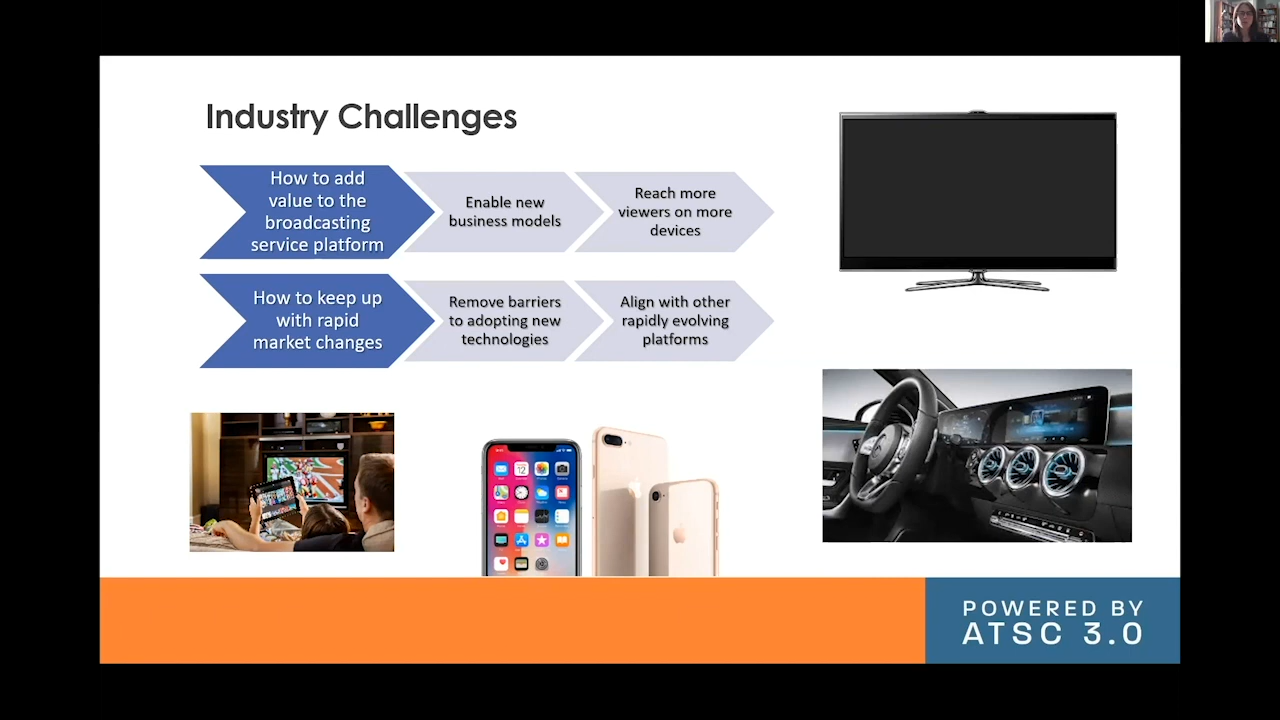 Industry Challenges
How to add
value to the
broadcasting
service platform
Enable new
business models
Reach more
viewers on more
devices
How to keep up
with rapid
market changes
Remove barriers
to adopting new
technologies
Align with other
rapidly evolving
platforms
12
POWERED BY
ATSC 3.0